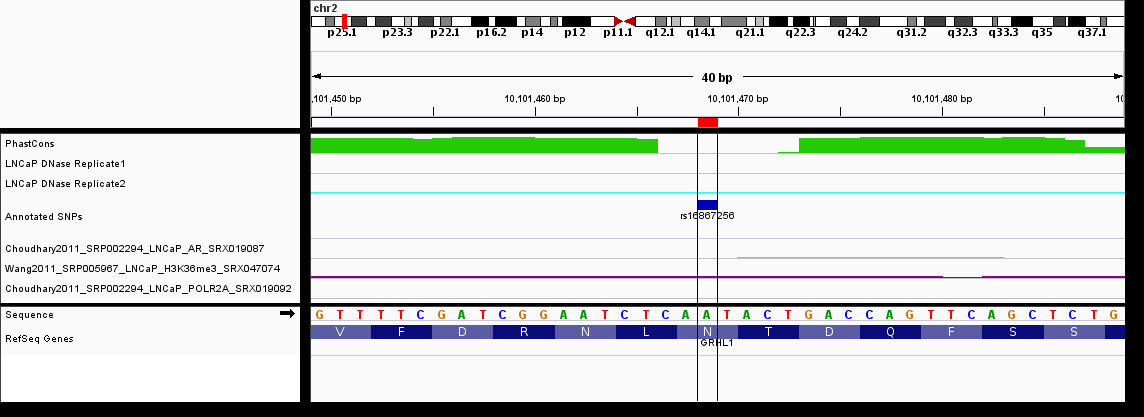 chr2
p25.1 p23.3 p22.1 p16.2 p14 p12 p11.1 q12.1 q14.1 q21.1 q22.3 q24.2 q31.2 q32.3 q33.3 q35 q37.1
40 bp
10,101,450 bp 10,101,460 bp 10,101,470 bp 10,101,480 bp 10
PhastCons
LNCaP DNase Replicate1
LNCaP DNase Replicate2
Annotated SNPs
rs16867256
Choudhary2011_SRP002294_LNCaP_AR_SRX019087
Wang2011_SRP005967_LNCaP_H3K36me3_SRX047074
Choudhary2011_SRP002294_LNCaP_POLR2A_SRX019092
Sequence G T T T T C G A T C G G A A T C T C A A T A C T G A C C A G T T C A G C T C T G
RefSeq Genes V F D R N L N T D Q F S S
GRHL1